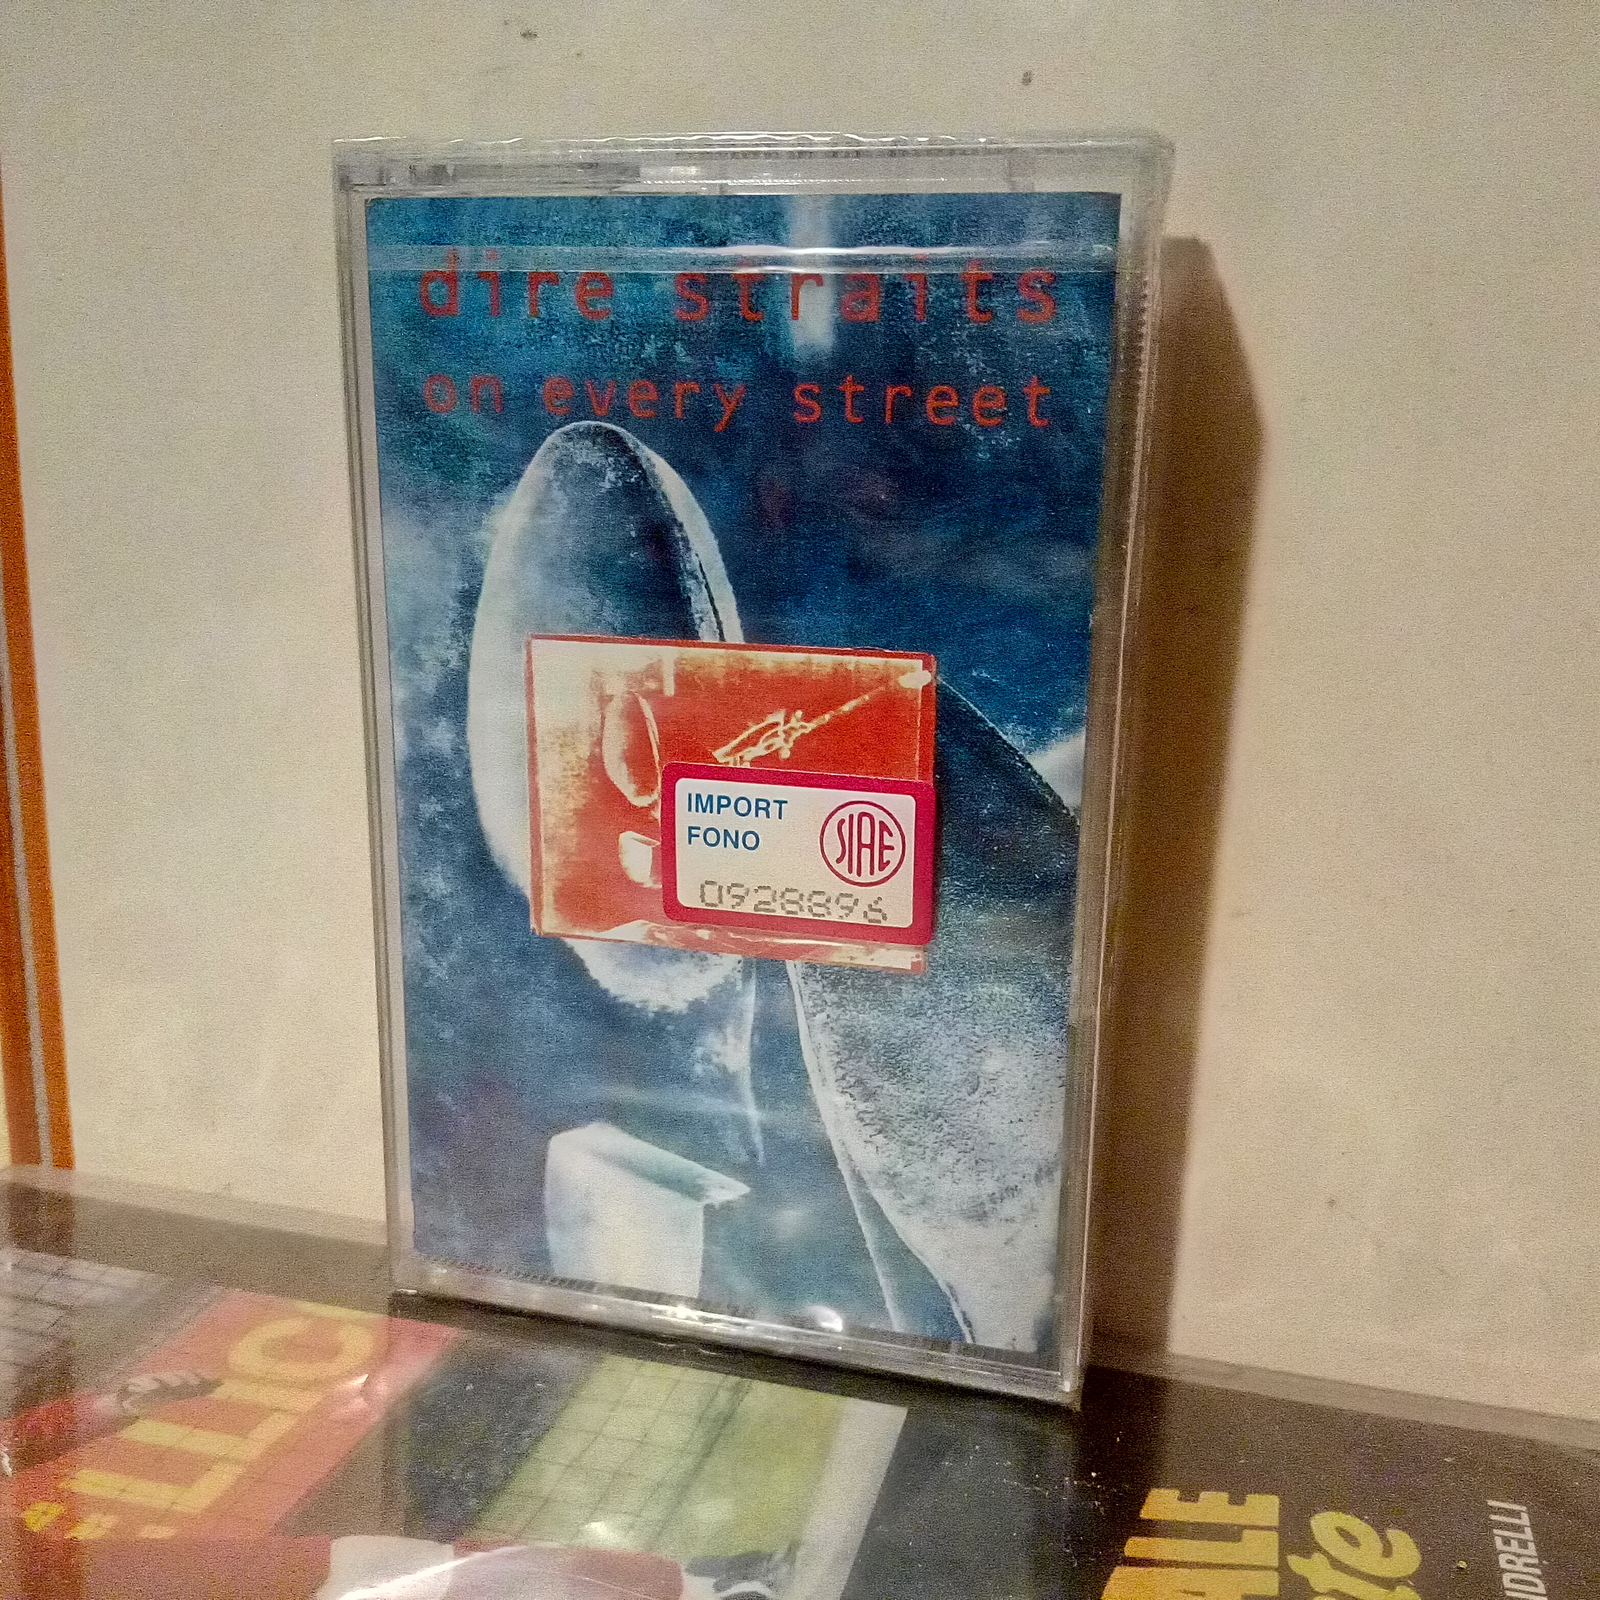 dire straits
on every street
IMPORT
FONO
SIAE
0928896